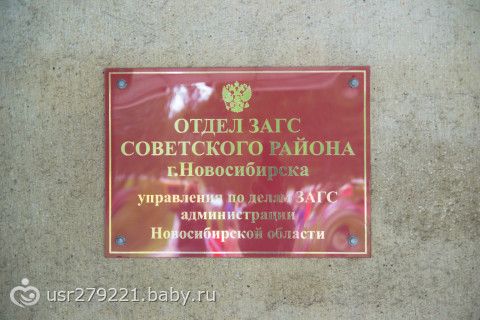 ОТДЕЛ ЗАГС
СОВЕТСКОГО РАЙОНА
г.Новосибирска
управления по делам ЗАГС
администрации
Новосибирской области
usr279221.baby.ru